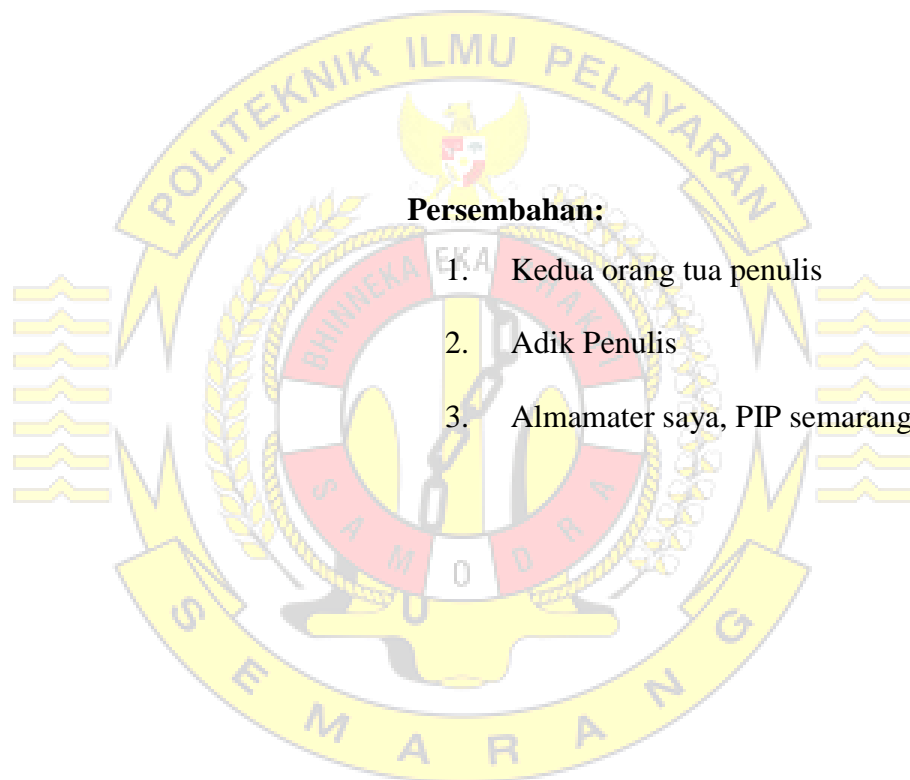 POLITEKNIK ILMU PELAYARAN
Persembahan:
BHINNEKA EKA BHAKTI
1. Kedua orang tua penulis
2. Adik Penulis
3. Almamater saya, PIP semarang
SAMODRA
SEMARANG